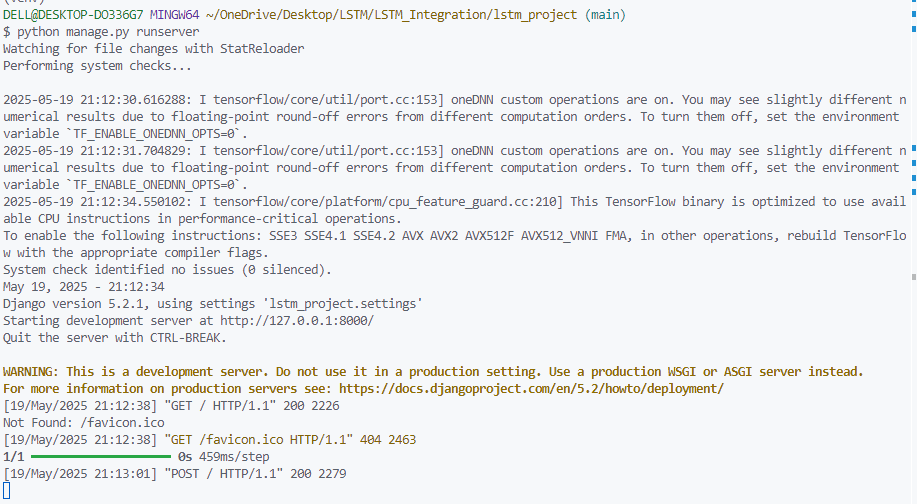 (venv)
DELL@DESKTOP-DO336G7 MINGW64 ~/OneDrive/Desktop/LSTM/LSTM_Integration/lstm_project (main)
$ python manage.py runserver
Watching for file changes with StatReloader
Performing system checks...
2025-05-19 21:12:30.616288: I tensorflow/core/util/port.cc:153] oneDNN custom operations are on. You may see slightly different n
umerical results due to floating-point round-off errors from different computation orders. To turn them off, set the environment
variable `TF_ENABLE_ONEDNN_OPTS=0`.
2025-05-19 21:12:31.704829: I tensorflow/core/util/port.cc:153] oneDNN custom operations are on. You may see slightly different n
umerical results due to floating-point round-off errors from different computation orders. To turn them off, set the environment
variable `TF_ENABLE_ONEDNN_OPTS=0`.
2025-05-19 21:12:34.550102: I tensorflow/core/platform/cpu_feature_guard.cc:210] This TensorFlow binary is optimized to use avail
able CPU instructions in performance-critical operations.
To enable the following instructions: SSE3 SSE4.1 SSE4.2 AVX AVX2 AVX512F AVX512_VNNI FMA, in other operations, rebuild TensorFlo
w with the appropriate compiler flags.
System check identified no issues (0 silenced).
May 19, 2025 - 21:12:34
Django version 5.2.1, using settings 'lstm_project.settings'
Starting development server at http://127.0.0.1:8000/
Quit the server with CTRL-BREAK.
WARNING: This is a development server. Do not use it in a production setting. Use a production WSGI or ASGI server instead.
For more information on production servers see: https://docs.djangoproject.com/en/5.2/howto/deployment/
[19/May/2025 21:12:38] "GET / HTTP/1.1" 200 2226
Not Found: /favicon.ico
[19/May/2025 21:12:38] "GET /favicon.ico HTTP/1.1" 404 2463
1/1 ━━━━━━━━━━━━━━━━━━━━ 0s 459ms/step
[19/May/2025 21:13:01] "POST / HTTP/1.1" 200 2279